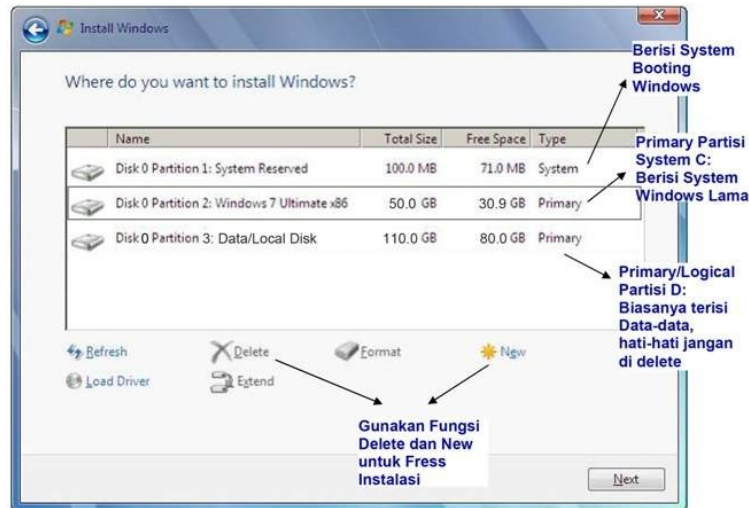 Install Windows
Where do you want to install Windows?
Name Total Size Free Space Type
Disk 0 Partition 1: System Reserved 100.0 MB 71.0 MB System
Disk 0 Partition 2: Windows 7 Ultimate x86 50.0 GB 30.9 GB Primary
Disk 0 Partition 3: Data/Local Disk 110.0 GB 80.0 GB Primary
Refresh Delete Format New
Load Driver Extend
Next
Berisi System
Booting
Windows
Primary Partisi
System C:
Berisi System
Windows Lama
Primary/Logical
Partisi D:
Biasanya terisi
Data-data,
hati-hati jangan
di delete
Gunakan Fungsi
Delete dan New
untuk Fress
Instalasi